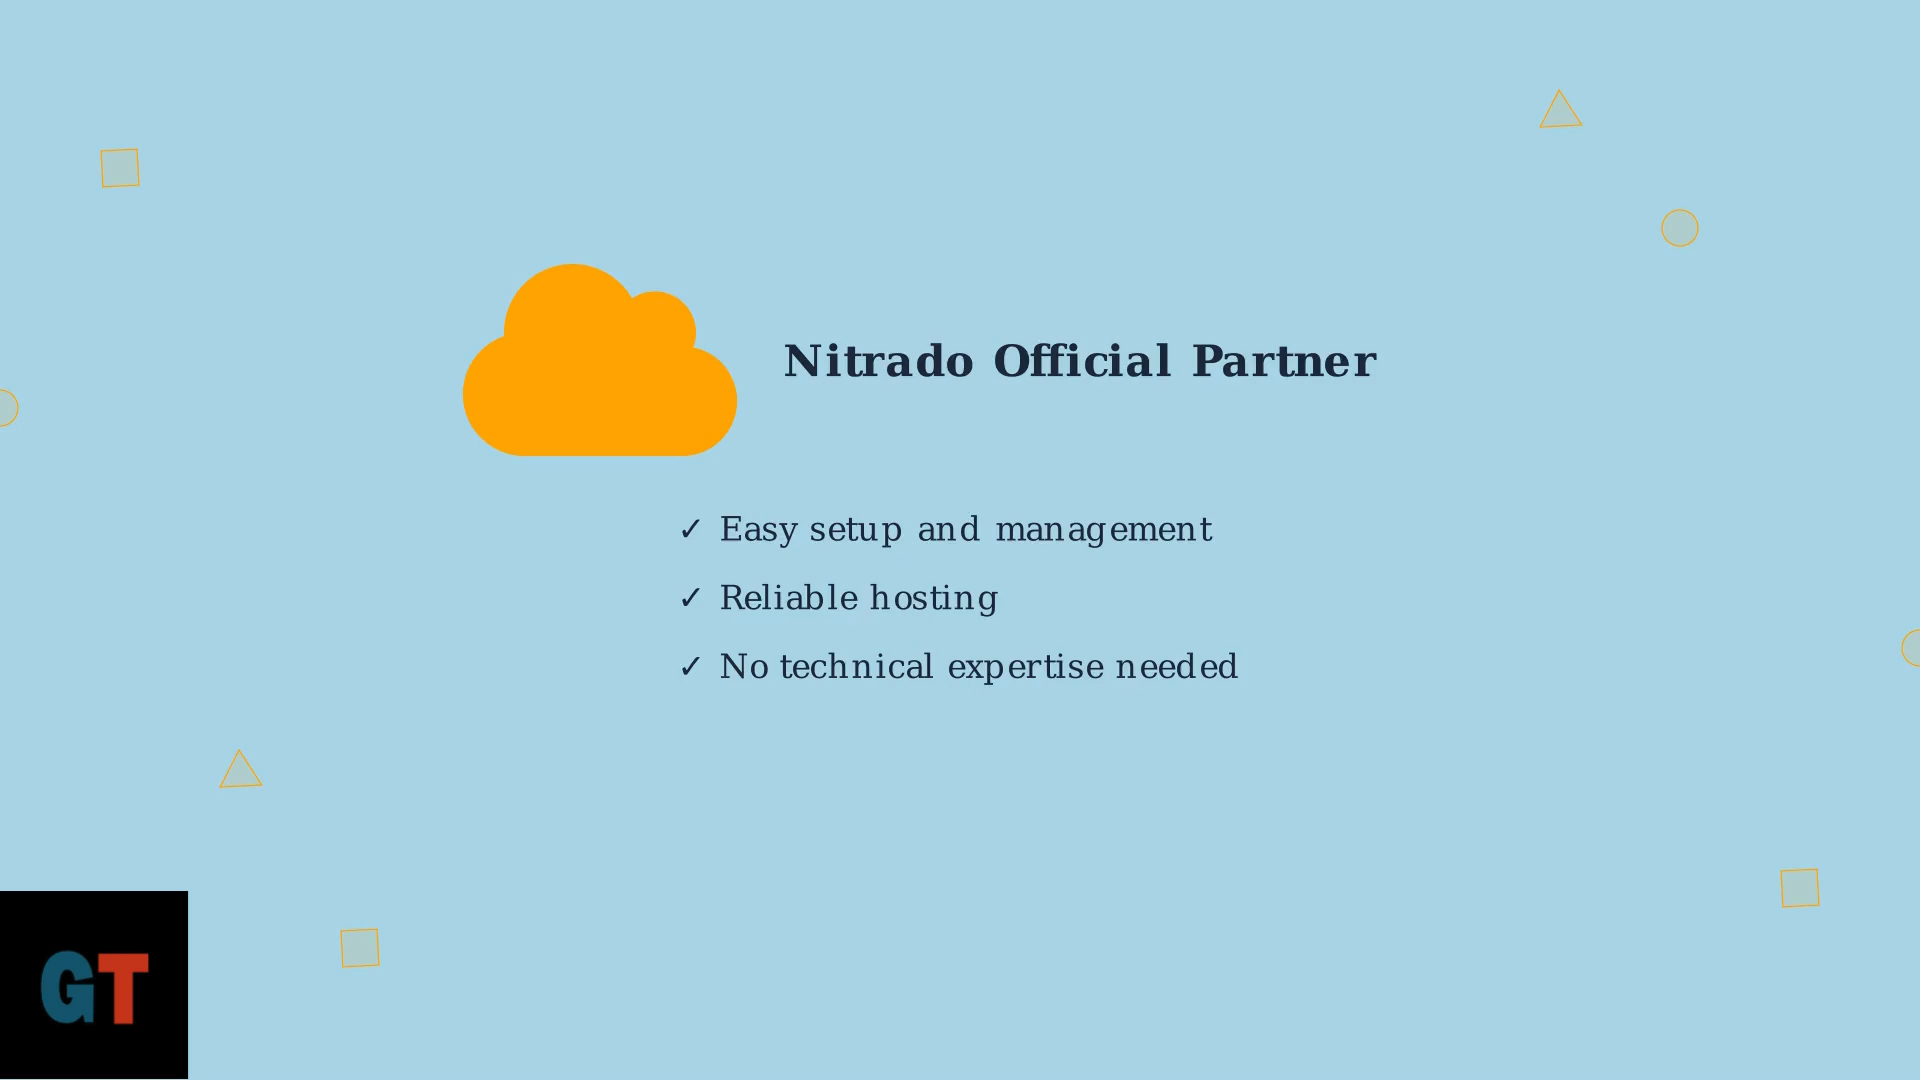 Nitrado Official Partner
✓ Easy setup and management
✓ Reliable hosting
✓ No technical expertise needed
GT